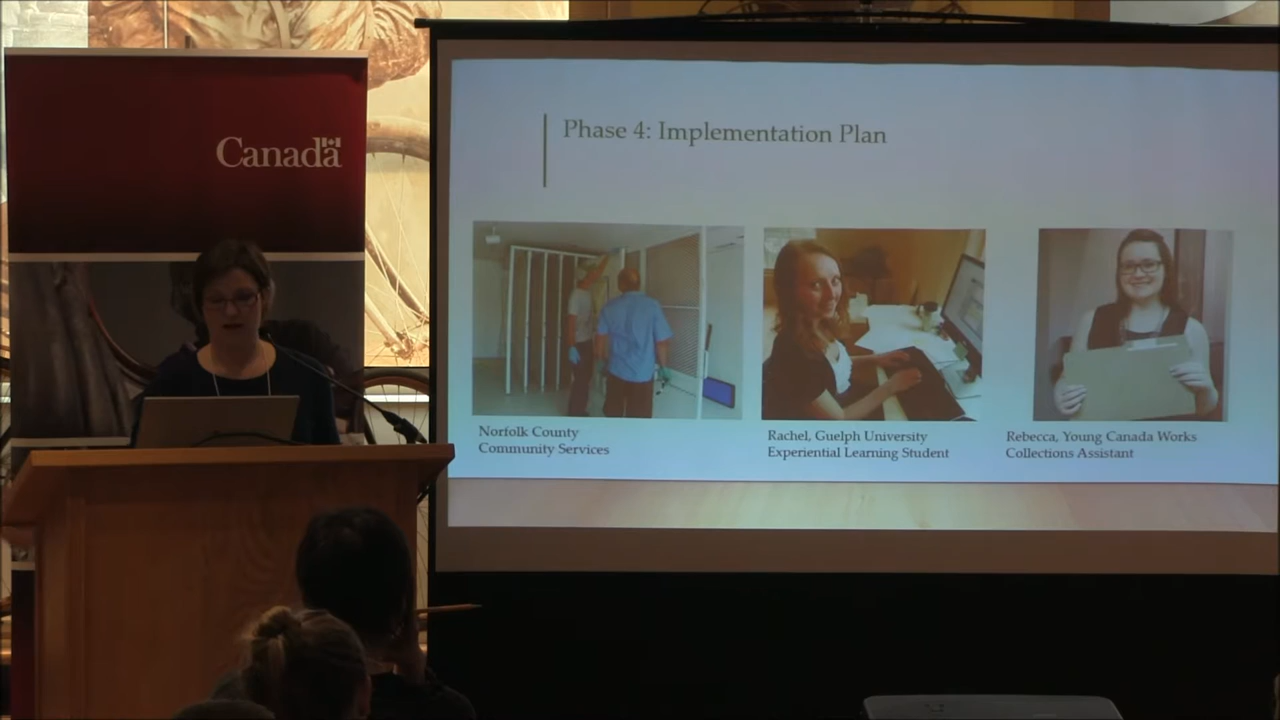 Canada
Phase 4: Implementation Plan
Norfolk County
Community Services
Rachel, Guelph University
Experiential Learning Student
Rebecca, Young Canada Works
Collections Assistant